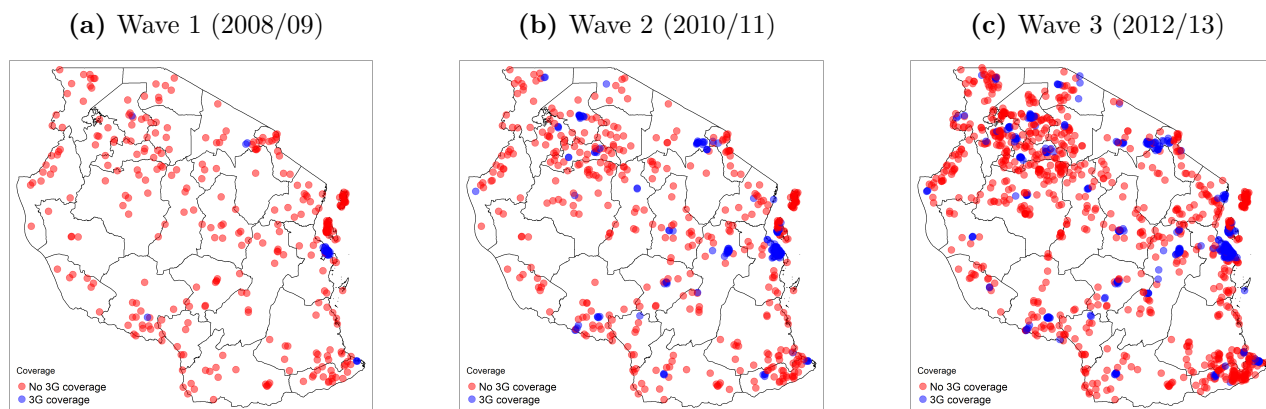 (a) Wave 1 (2008/09)
(b) Wave 2 (2010/11)
(c) Wave 3 (2012/13)
Coverage
No 3G coverage
3G coverage
Coverage
No 3G coverage
3G coverage
Coverage
No 3G coverage
3G coverage